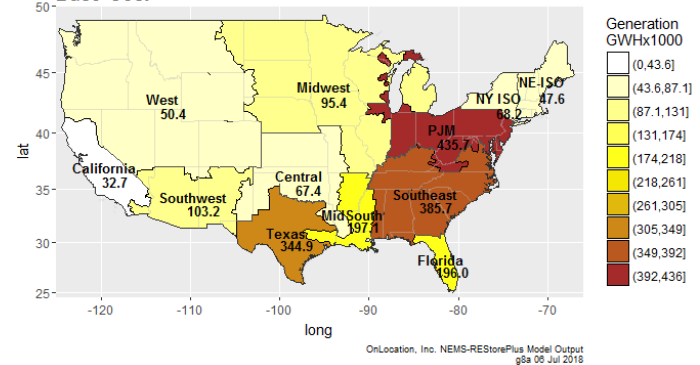 50
45
40
35
30
25
lat
-120
-110
-100
-90
-80
-70
long
West
50.4
Midwest
95.4
NE-ISO
47.6
NY ISO
68.2
PJM
435.7
California
32.7
Southwest
103.2
Central
67.4
Southeast
385.7
MidSouth
197.1
Texas
344.9
Florida
196.0
Generation
GWHx1000
(0,43.6]
(43.6,87.1]
(87.1,131]
(131,174]
(174,218]
(218,261]
(261,305]
(305,349]
(349,392]
(392,436]
OnLocation, Inc. NEMS-REStorePlus Model Output
g8a 06 Jul 2018